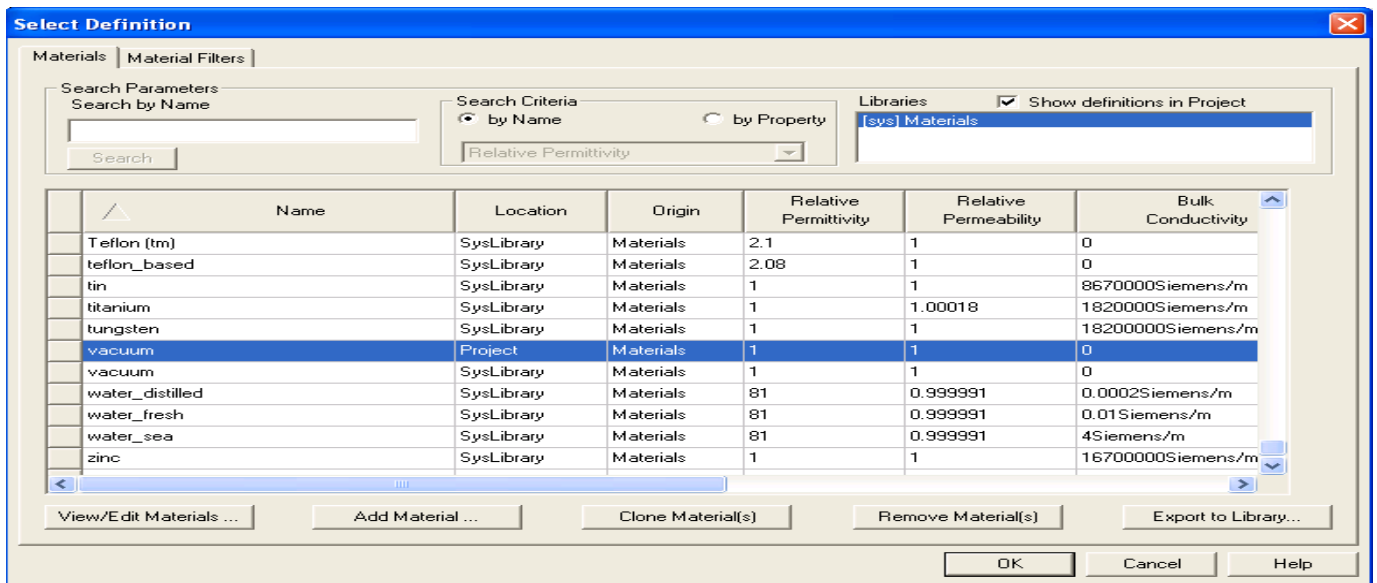 Select Definition
Materials Material Filters
Search Parameters
Search by Name
Search
Search Criteria
by Name by Property
Relative Permittivity
Libraries Show definitions in Project
[sys] Materials
Name Location Origin Relative Permittivity Relative Permeability Bulk Conductivity
Teflon (tm) SysLibrary Materials 2.1 1 0
teflon_based SysLibrary Materials 2.08 1 0
tin SysLibrary Materials 1 1 8670000Siemens/m
titanium SysLibrary Materials 1 1.00018 1820000Siemens/m
tungsten SysLibrary Materials 1 1 18200000Siemens/m
vacuum Project Materials 1 1 0
vacuum SysLibrary Materials 1 1 0
water_distilled SysLibrary Materials 81 0.999991 0.0002Siemens/m
water_fresh SysLibrary Materials 81 0.999991 0.01Siemens/m
water_sea SysLibrary Materials 81 0.999991 4Siemens/m
zinc SysLibrary Materials 1 1 16700000Siemens/m
View/Edit Materials ... Add Material ... Clone Material(s) Remove Material(s) Export to Library...
OK Cancel Help